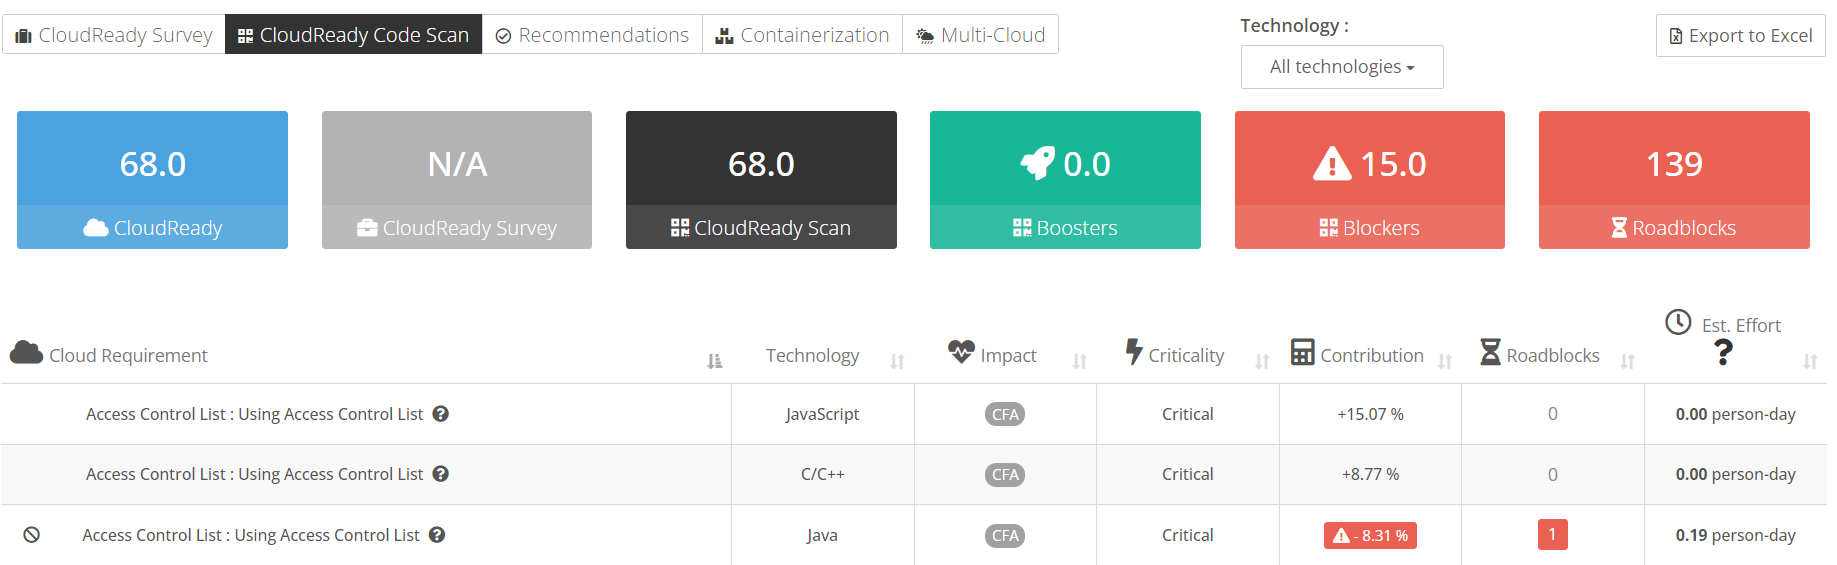 CloudReady Survey CloudReady Code Scan Recommendations Containerization Multi-Cloud
Technology :
All technologies
Export to Excel
68.0
CloudReady
N/A
CloudReady Survey
68.0
CloudReady Scan
0.0
Boosters
15.0
Blockers
139
Roadblocks
Cloud Requirement Technology Impact Criticality Contribution Roadblocks Est. Effort ?
Access Control List : Using Access Control List ? JavaScript CFA Critical +15.07 % 0 0.00 person-day
Access Control List : Using Access Control List ? C/C++ CFA Critical +8.77 % 0 0.00 person-day
Access Control List : Using Access Control List ? Java CFA Critical - 8.31 % 1 0.19 person-day